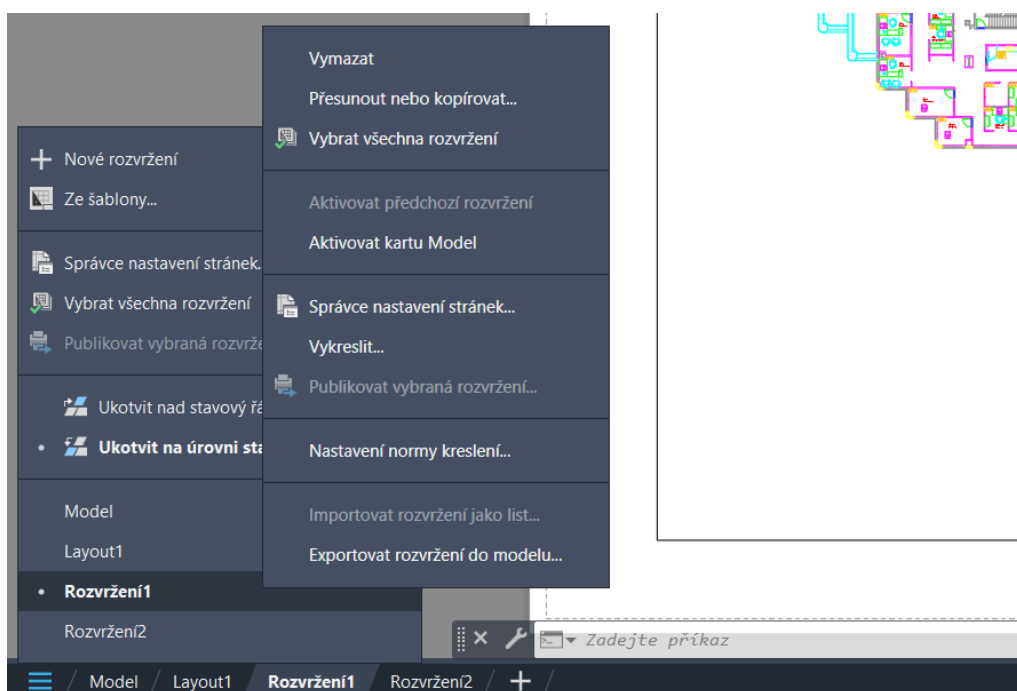 Nové rozvržení
Ze šablony...
Správce nastavení stránek.
Vybrat všechna rozvržení
Publikovat vybraná
Ukotvit nad stavový
Ukotvit na úrovni
Model
Layout1
Rozvržení1
Rozvržení2
Vymazat
Přesunout nebo kopírovat...
Vybrat všechna rozvržení
Aktivovat předchozí rozvržení
Aktivovat kartu Model
Správce nastavení stránek...
Vykreslit...
Publikovat vybraná rozvržení...
Nastavení normy kreslení...
Importovat rozvržení jako list...
Exportovat rozvržení do modelu...
Zadejte příkaz
Model / Layout1 Rozvržení1 Rozvržení2